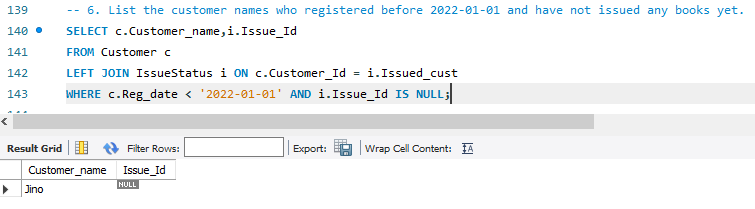 139 -- 6. List the customer names who registered before 2022-01-01 and have not issued any books yet.
140 SELECT c.Customer_name,i.Issue_Id
141 FROM Customer c
142 LEFT JOIN IssueStatus i ON c.Customer_Id = i.Issued_cust
143 WHERE c.Reg_date < '2022-01-01' AND i.Issue_Id IS NULL;
Result Grid Filter Rows: Export: Wrap Cell Content:
Customer_name Issue_Id
Jino NULL